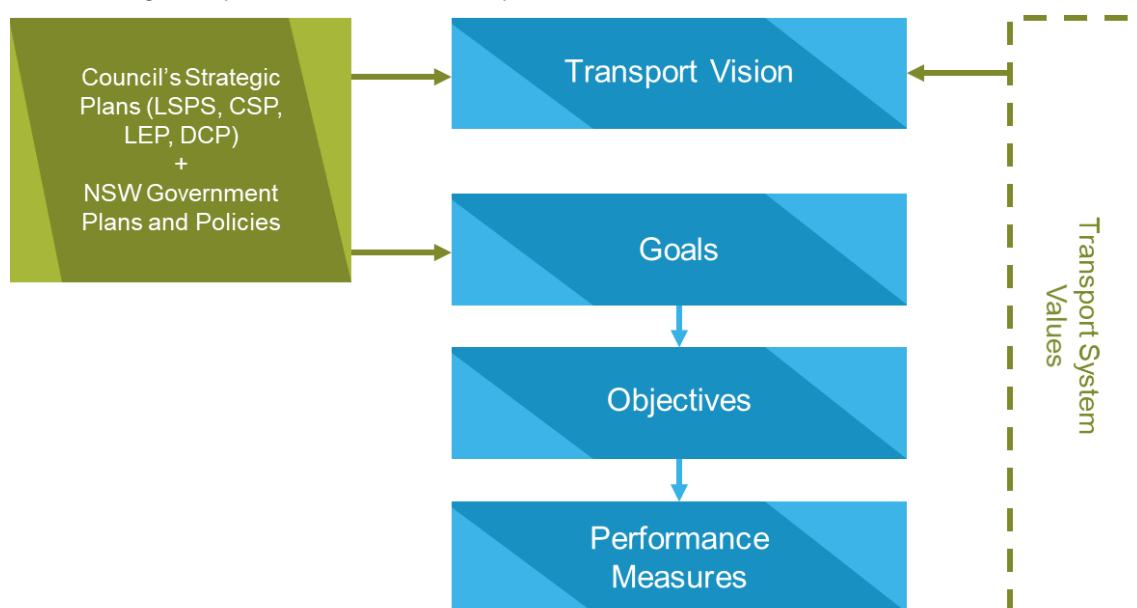 Council's Strategic
Plans (LSPS, CSP,
LEP, DCP)
+
NSW Government
Plans and Policies
Transport Vision
Goals
Objectives
Performance
Measures
Transport System
Values